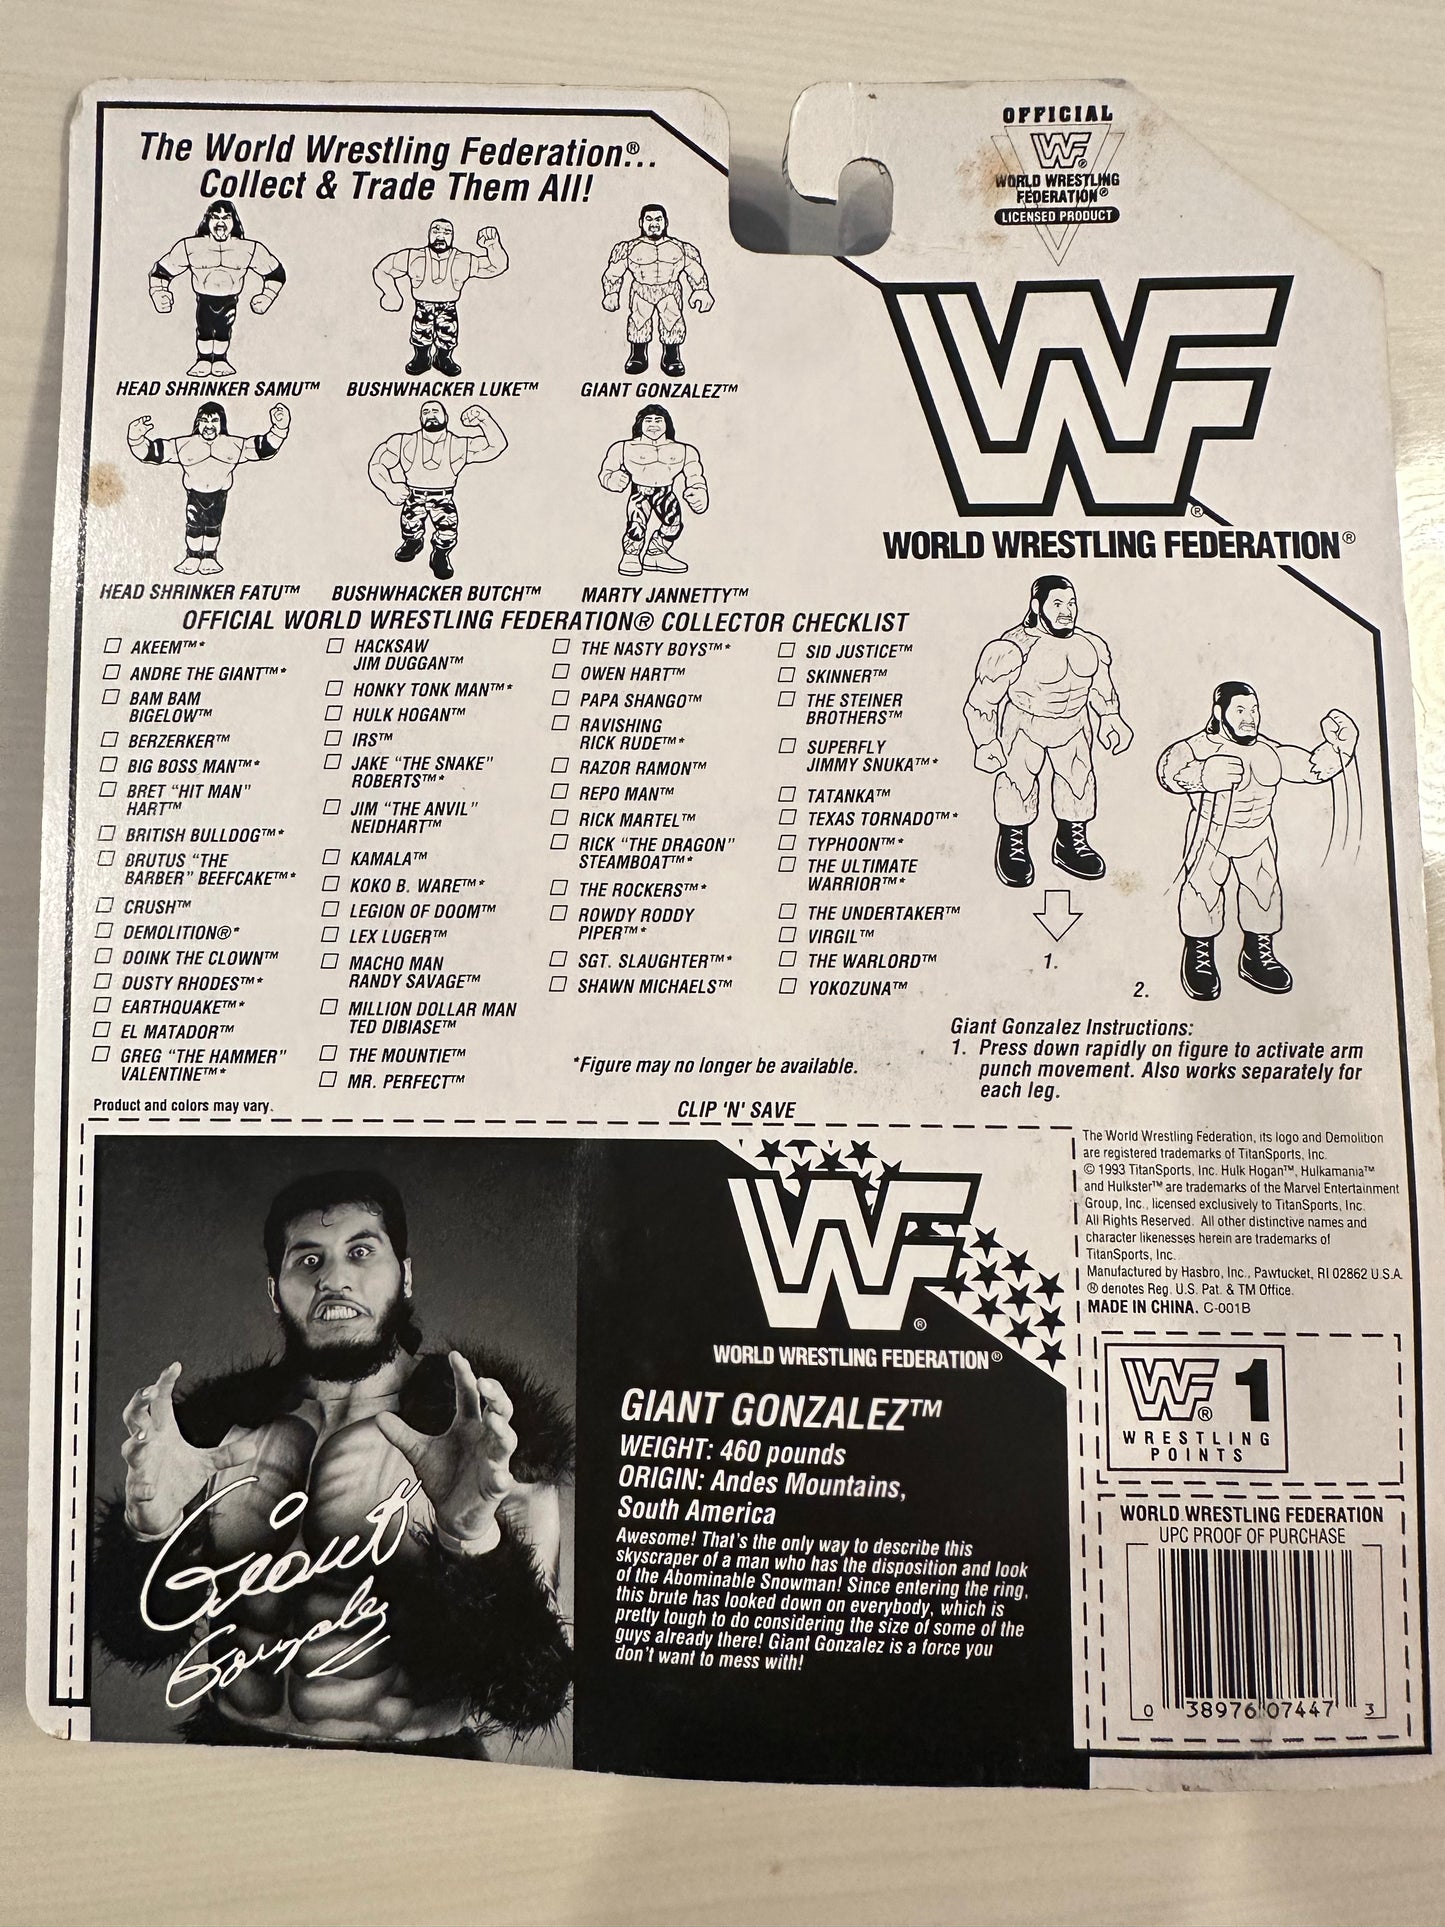 The World Wrestling Federation®...
Collect & Trade Them All!
OFFICIAL
WF®
WORLD WRESTLING
FEDERATION®
LICENSED PRODUCT
HEAD SHRINKER SAMU™
BUSHWHACKER LUKE™
GIANT GONZALEZ™
HEAD SHRINKER FATU™
BUSHWHACKER BUTCH™
MARTY JANNETTY™
WF®
WORLD WRESTLING FEDERATION®
OFFICIAL WORLD WRESTLING FEDERATION® COLLECTOR CHECKLIST
AKEEM™*
ANDRE THE GIANT™*
BAM BAM
BIGELOW™
BERZERKER™
BIG BOSS MAN™*
BRET "HIT MAN"
HART™
BRITISH BULLDOG™*
BRUTUS "THE
BARBER" BEEFCAKE™*
CRUSH™
DEMOLITION®*
DOINK THE CLOWN™
DUSTY RHODES™*
EARTHQUAKE™*
EL MATADOR™
GREG "THE HAMMER"
VALENTINE™*
HACKSAW
JIM DUGGAN™
HONKY TONK MAN™*
HULK HOGAN™
IRS™
JAKE "THE SNAKE"
ROBERTS™*
JIM "THE ANVIL"
NEIDHART™
KAMALA™
KOKO B. WARE™*
LEGION OF DOOM™
LEX LUGER™
MACHO MAN
RANDY SAVAGE™
MILLION DOLLAR MAN
TED DIBIASE™
THE MOUNTIE™
MR. PERFECT™
THE NASTY BOYS™*
OWEN HART™
PAPA SHANGO™
RAVISHING
RICK RUDE™*
RAZOR RAMON™
REPO MAN™
RICK MARTEL™
RICK "THE DRAGON"
STEAMBOAT™*
THE ROCKERS™*
ROWDY RODDY
PIPER™*
SGT. SLAUGHTER™*
SHAWN MICHAELS™
SID JUSTICE™
SKINNER™
THE STEINER
BROTHERS™
SUPERFLY
JIMMY SNUKA™*
TATANKA™
TEXAS TORNADO™*
TYPHOON™*
THE ULTIMATE
WARRIOR™*
THE UNDERTAKER™
VIRGIL™
THE WARLORD™
YOKOZUNA™
*Figure may no longer be available.
Product and colors may vary.
CLIP 'N' SAVE
1.
2.
Giant Gonzalez Instructions:
1. Press down rapidly on figure to activate arm
punch movement. Also works separately for
each leg.
The World Wrestling Federation, its logo and Demolition
are registered trademarks of TitanSports, Inc.
© 1993 TitanSports, Inc. Hulk Hogan™, Hulkamania™
and Hulkster™ are trademarks of the Marvel Entertainment
Group, Inc., licensed exclusively to TitanSports, Inc.
All Rights Reserved. All other distinctive names and
character likenesses herein are trademarks of
TitanSports, Inc.
Manufactured by Hasbro, Inc., Pawtucket, RI 02862 U.S.A.
® denotes Reg. U.S. Pat. & TM Office.
MADE IN CHINA. C-001B
Giant
Gonzalez
WF®
WORLD WRESTLING FEDERATION®
GIANT GONZALEZ™
WEIGHT: 460 pounds
ORIGIN: Andes Mountains,
South America
Awesome! That's the only way to describe this
skyscraper of a man who has the disposition and look
of the Abominable Snowman! Since entering the ring,
this brute has looked down on everybody, which is
pretty tough to do considering the size of some of the
guys already there! Giant Gonzalez is a force you
don't want to mess with!
WF® 1
WRESTLING
POINTS
WORLD WRESTLING FEDERATION
UPC PROOF OF PURCHASE
0 38976 07447 3